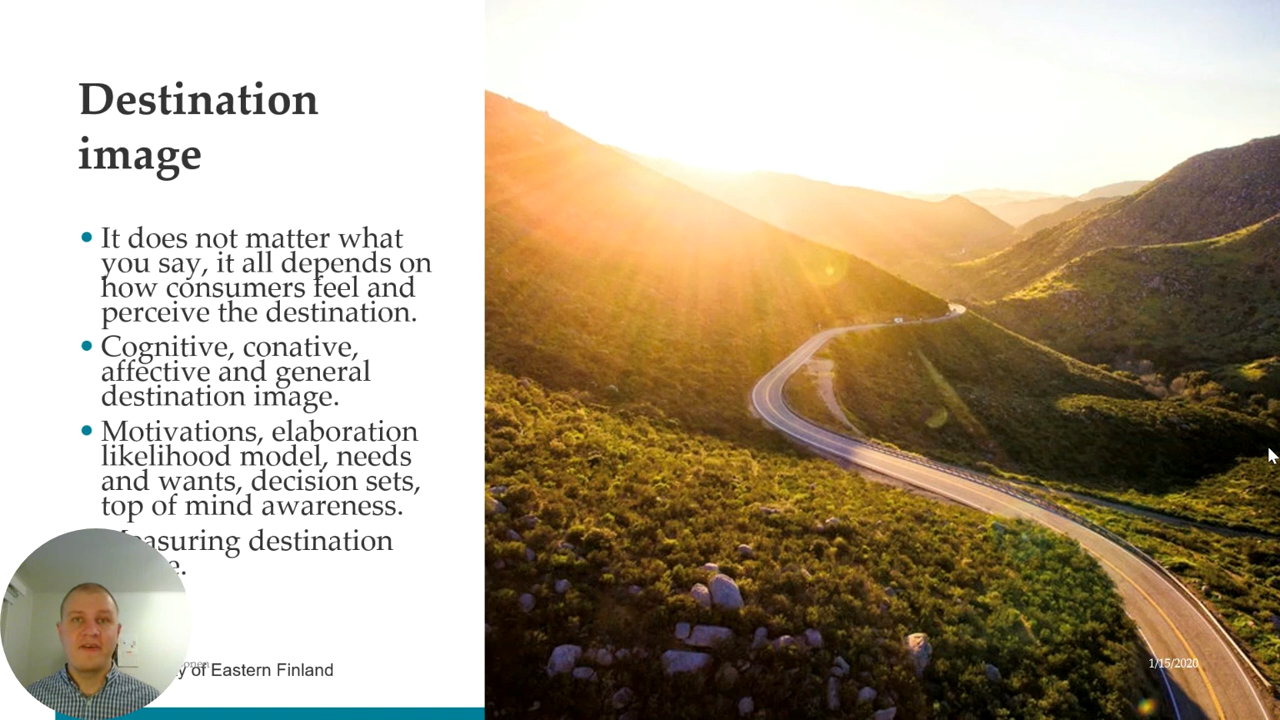 Destination
image
• It does not matter what
you say, it all depends on
how consumers feel and
perceive the destination.
• Cognitive, conative,
affective and general
destination image.
• Motivations, elaboration
likelihood model, needs
and wants, decision sets,
top of mind awareness.
destination
of Eastern Finland
1/15/2020